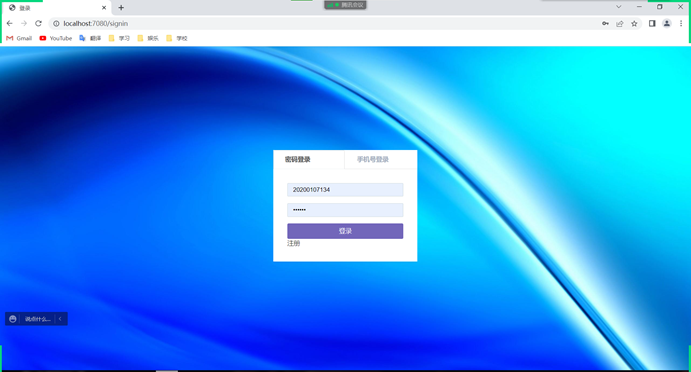 腾讯会议
登录
localhost:7080/signin
Gmail
YouTube
翻译
学习
娱乐
学校
密码登录
手机号登录
20200107134
••••••
登录
注册
说点什么...